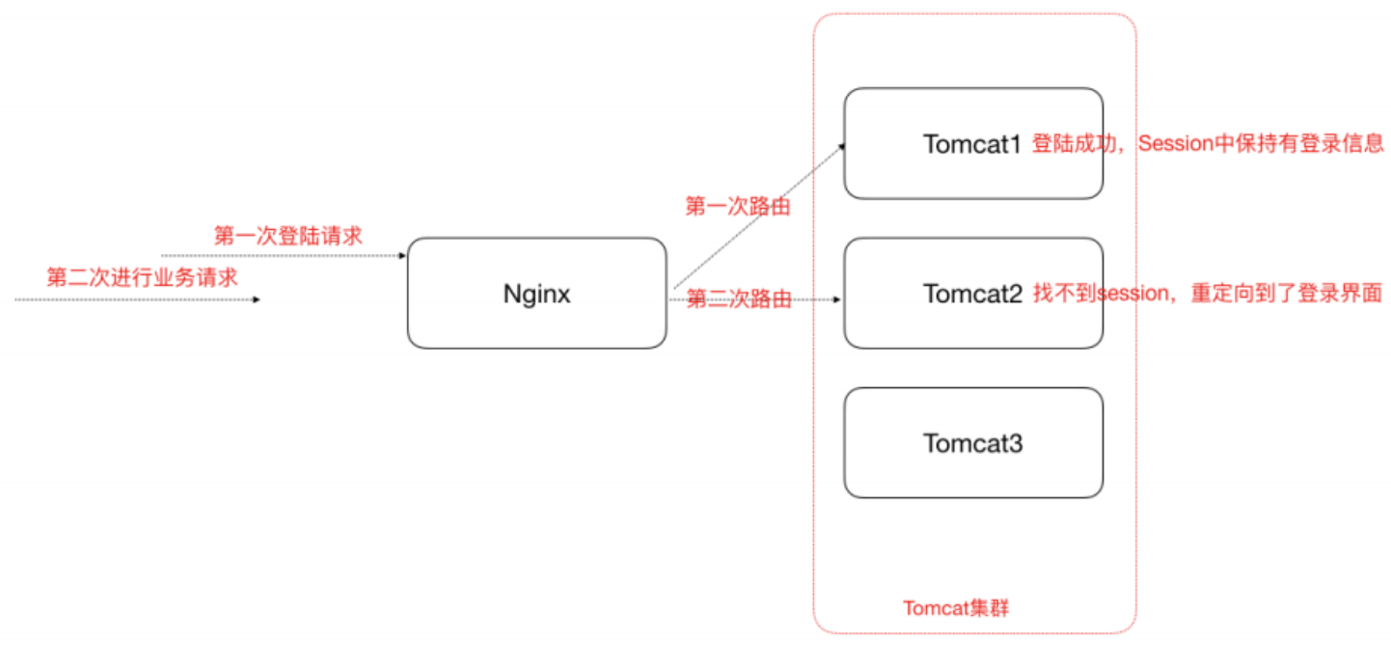 第一次登陆请求
第二次进行业务请求
Nginx
第一次路由
第二次路由
Tomcat1 登陆成功，Session中保持有登录信息
Tomcat2 找不到session，重定向到了登录界面
Tomcat3
Tomcat集群